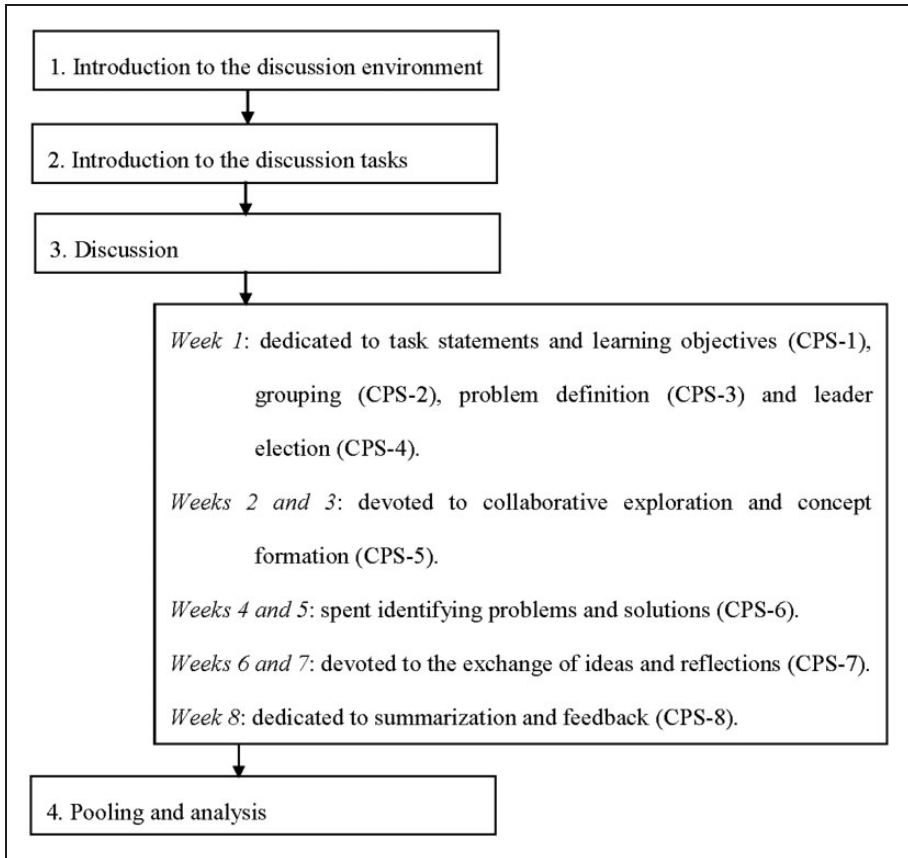 1. Introduction to the discussion environment
2. Introduction to the discussion tasks
3. Discussion
Week 1: dedicated to task statements and learning objectives (CPS-1),
grouping (CPS-2), problem definition (CPS-3) and leader
election (CPS-4).
Weeks 2 and 3: devoted to collaborative exploration and concept
formation (CPS-5).
Weeks 4 and 5: spent identifying problems and solutions (CPS-6).
Weeks 6 and 7: devoted to the exchange of ideas and reflections (CPS-7).
Week 8: dedicated to summarization and feedback (CPS-8).
4. Pooling and analysis